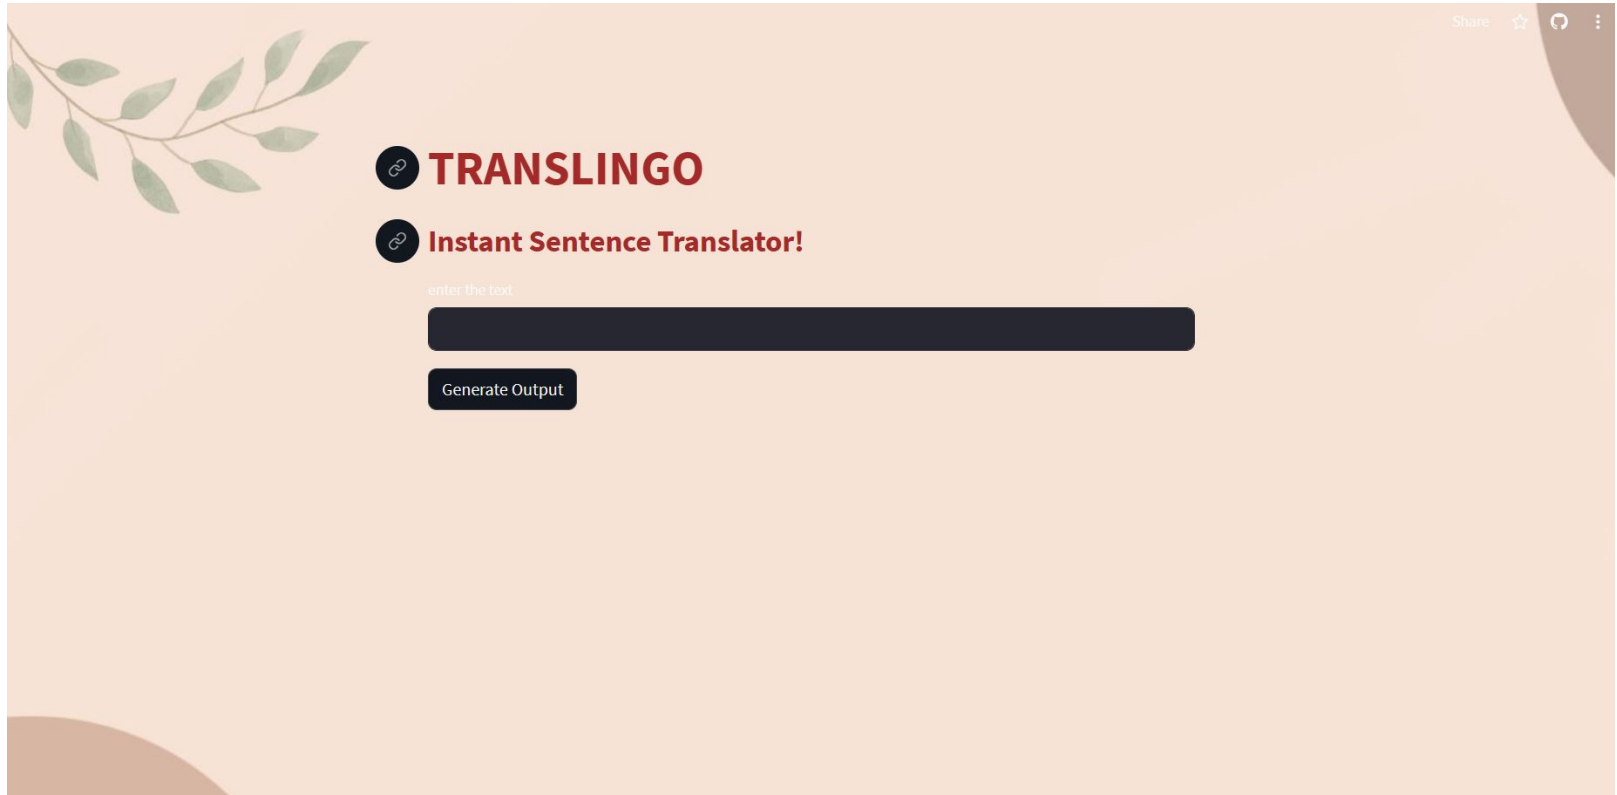 Share
TRANSLINGO
Instant Sentence Translator!
enter the text
Generate Output